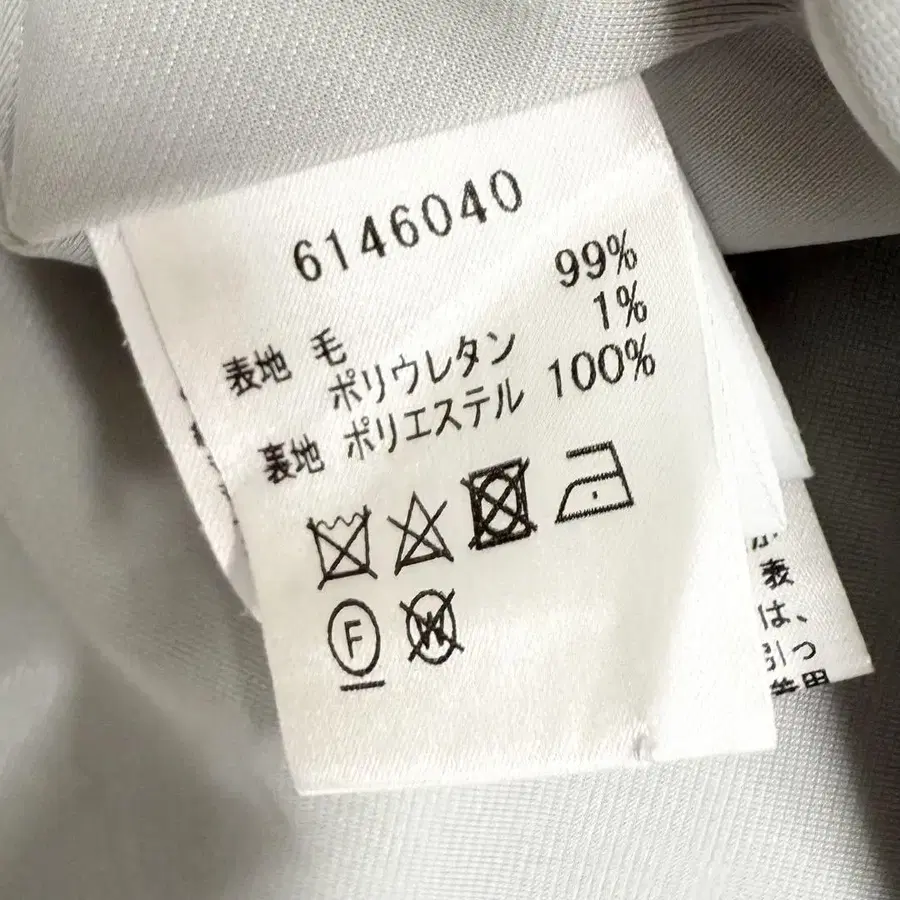 6146040
表地 毛 99%
ポリウレタン 1%
裏地 ポリエステル 100%
F
W
表
は、
引っ